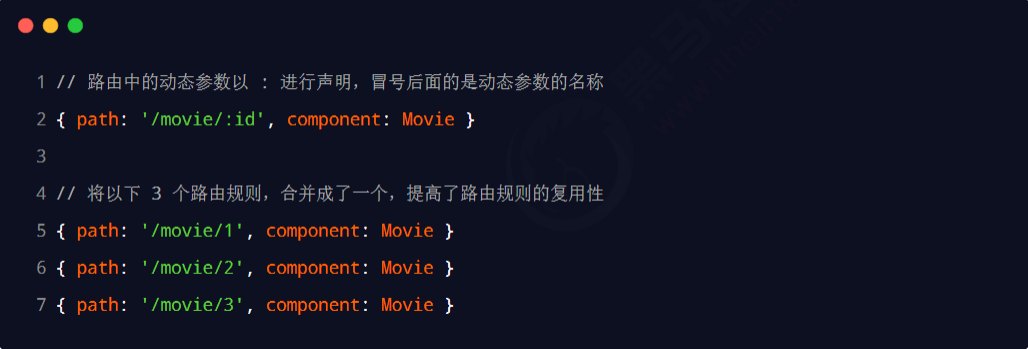 1 // 路由中的动态参数以 : 进行声明，冒号后面的是动态参数的名称
2 { path: '/movie/:id', component: Movie }
3
4 // 将以下 3 个路由规则，合并成了一个，提高了路由规则的复用性
5 { path: '/movie/1', component: Movie }
6 { path: '/movie/2', component: Movie }
7 { path: '/movie/3', component: Movie }